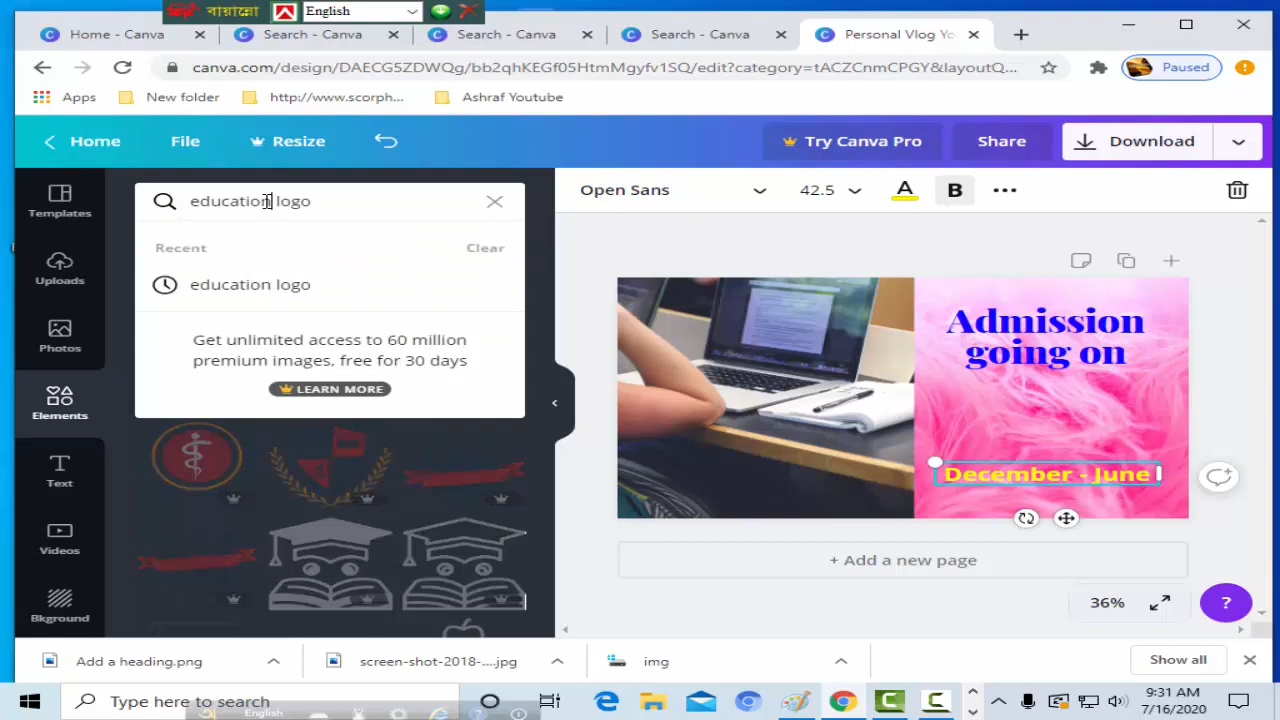 বায়ান্নো
English
Home - Canva
Search - Canva
Search - Canva
Search - Canva
Personal Vlog Yo
canva.com/design/DAECG5ZDWQg/bb2dhKEGf05HtmMgyfv1SQ/edit?category=tACZCnmCPGY&layoutQ...
Paused
Apps
New folder
http://www.scorph...
Ashraf Youtube
Home
File
Resize
Try Canva Pro
Share
Download
Templates
Uploads
Photos
Elements
Text
Videos
Bkground
education logo
Recent
Clear
education logo
Get unlimited access to 60 million
premium images, free for 30 days
LEARN MORE
Open Sans
42.5
A
B
Admission
going on
December - June
+ Add a new page
36%
?
Add a heading.png
screen-shot-2018-....jpg
img
Show all
Type here to search
English
9:31 AM
7/16/2020